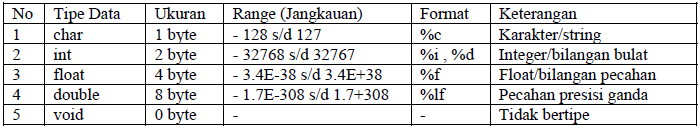 No Tipe Data Ukuran Range (Jangkauan) Format Keterangan
1 char 1 byte - 128 s/d 127 %c Karakter/string
2 int 2 byte - 32768 s/d 32767 %i , %d Integer/bilangan bulat
3 float 4 byte - 3.4E-38 s/d 3.4E+38 %f Float/bilangan pecahan
4 double 8 byte - 1.7E-308 s/d 1.7+308 %lf Pecahan presisi ganda
5 void 0 byte - - Tidak bertipe